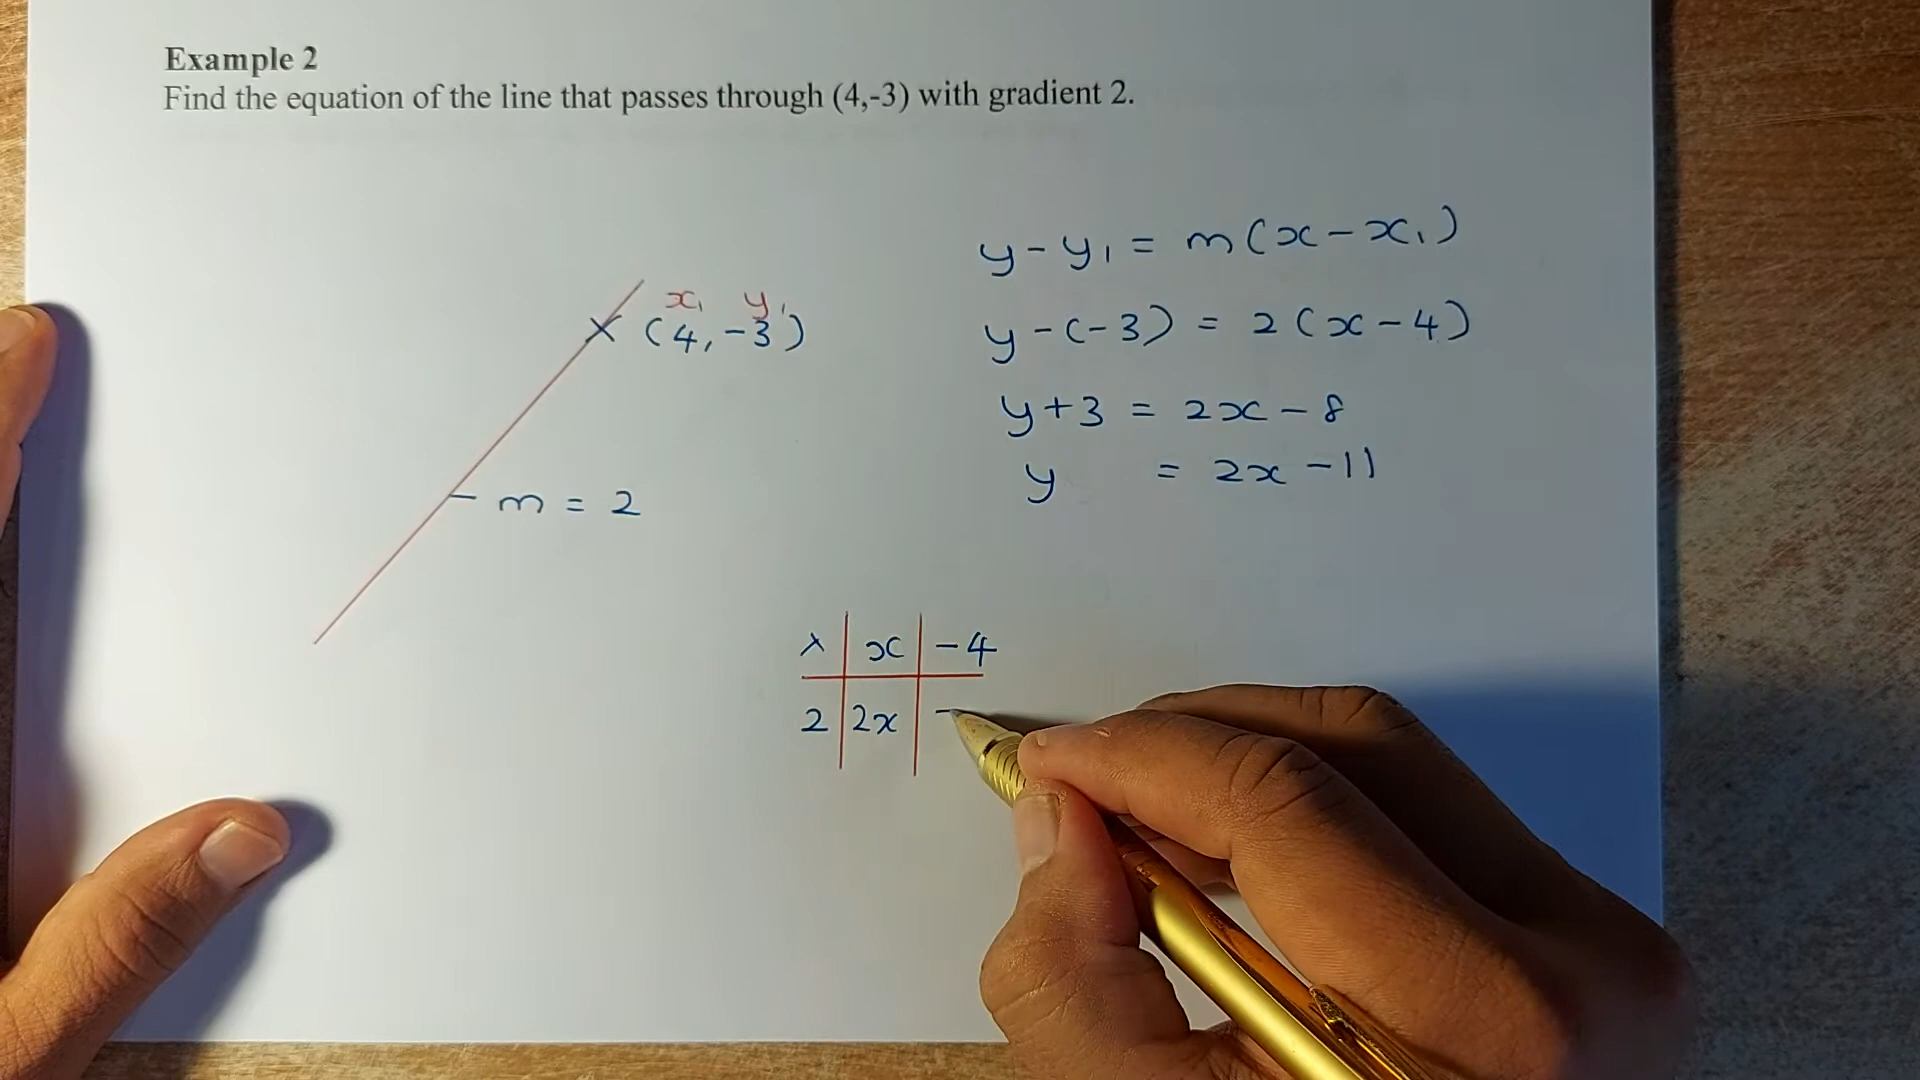 Example 2
Find the equation of the line that passes through (4,-3) with gradient 2.
x₁ y₁
× (4, -3)
m = 2
y - y₁ = m(x - x₁)
y - (-3) = 2(x - 4)
y + 3 = 2x - 8
y = 2x - 11
× | x | -4
2 | 2x | -